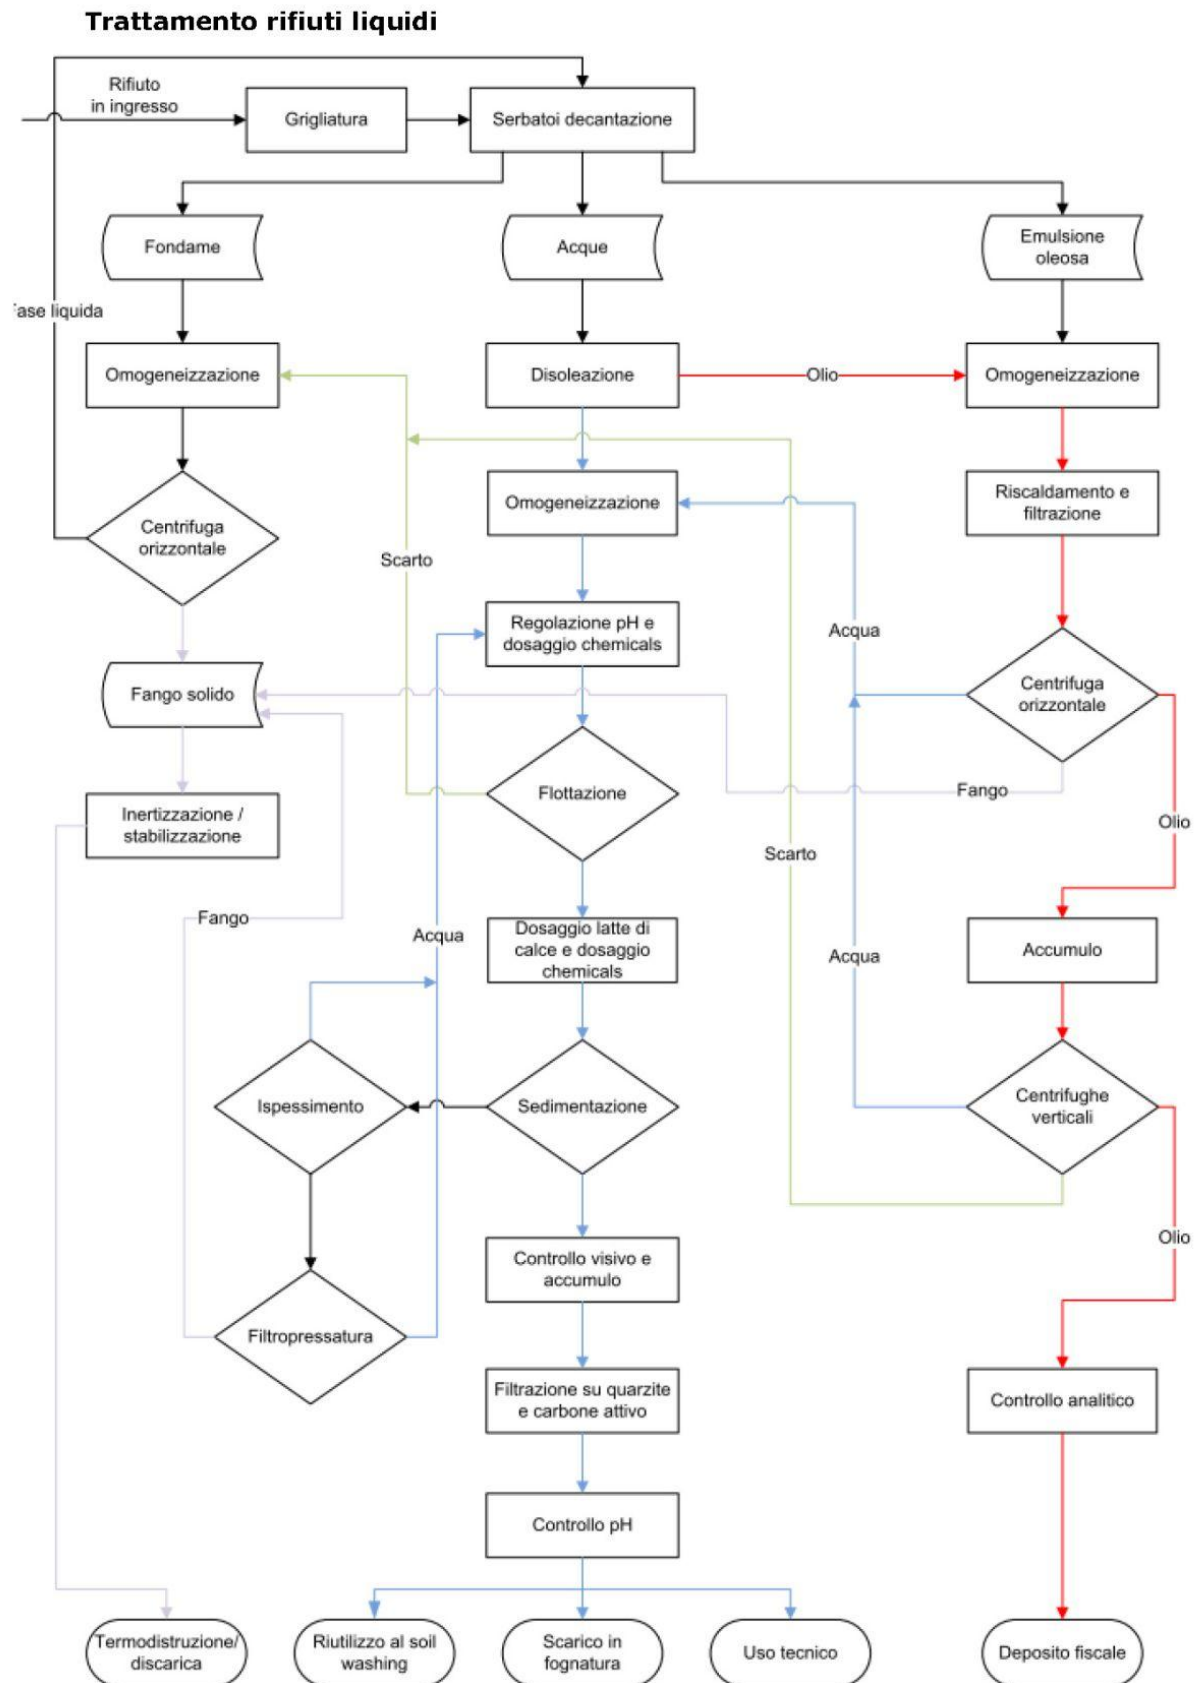 Trattamento rifiuti liquidi
Rifiuto
in ingresso
Grigliatura
Serbatoi decantazione
Fondame
Acque
Emulsione
oleosa
liquida
Omogeneizzazione
Disoleazione
Olio
Omogeneizzazione
Centrifuga
orizzontale
Scarto
Omogeneizzazione
Riscaldamento e
filtrazione
Regolazione pH e
dosaggio chemicals
Acqua
Centrifuga
orizzontale
Fango solido
Inertizzazione /
stabilizzazione
Flottazione
Fango
Olio
Scarto
Fango
Acqua
Dosaggio latte di
calce e dosaggio
chemicals
Acqua
Accumulo
Ispessimento
Sedimentazione
Centrifughe
verticali
Controllo visivo e
accumulo
Olio
Filtropressatura
Filtrazione su quarzite
e carbone attivo
Controllo analitico
Controllo pH
Termodistruzione/
discarica
Riutilizzo al soil
washing
Scarico in
fognatura
Uso tecnico
Deposito fiscale